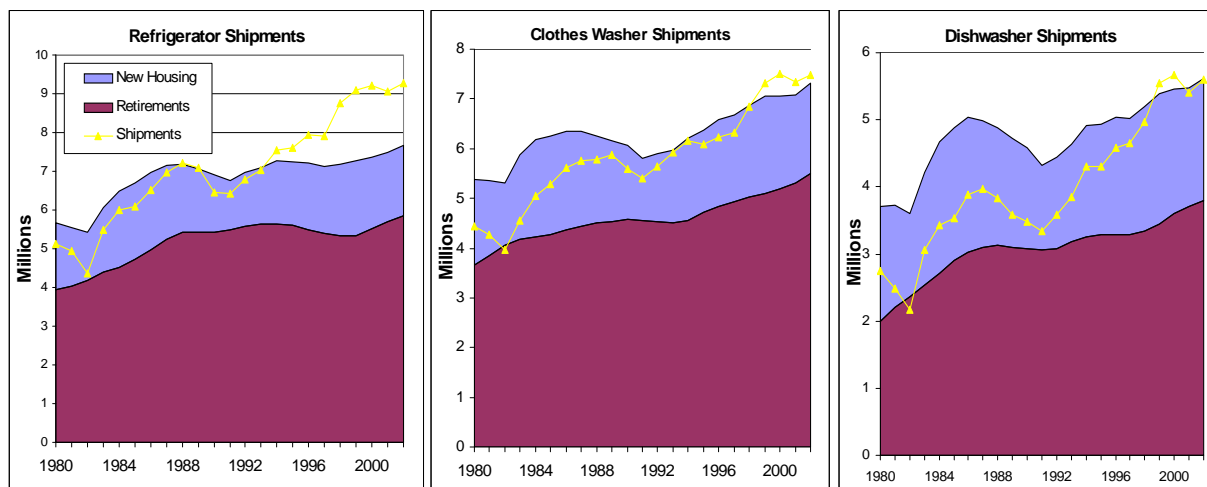 Refrigerator Shipments
10
9
8
7
6
5
4
3
2
1
0
Millions
New Housing
Retirements
Shipments
1980 1984 1988 1992 1996 2000
Clothes Washer Shipments
8
7
6
5
4
3
2
1
0
Millions
1980 1984 1988 1992 1996 2000
Dishwasher Shipments
6
5
4
3
2
1
0
Millions
1980 1984 1988 1992 1996 2000